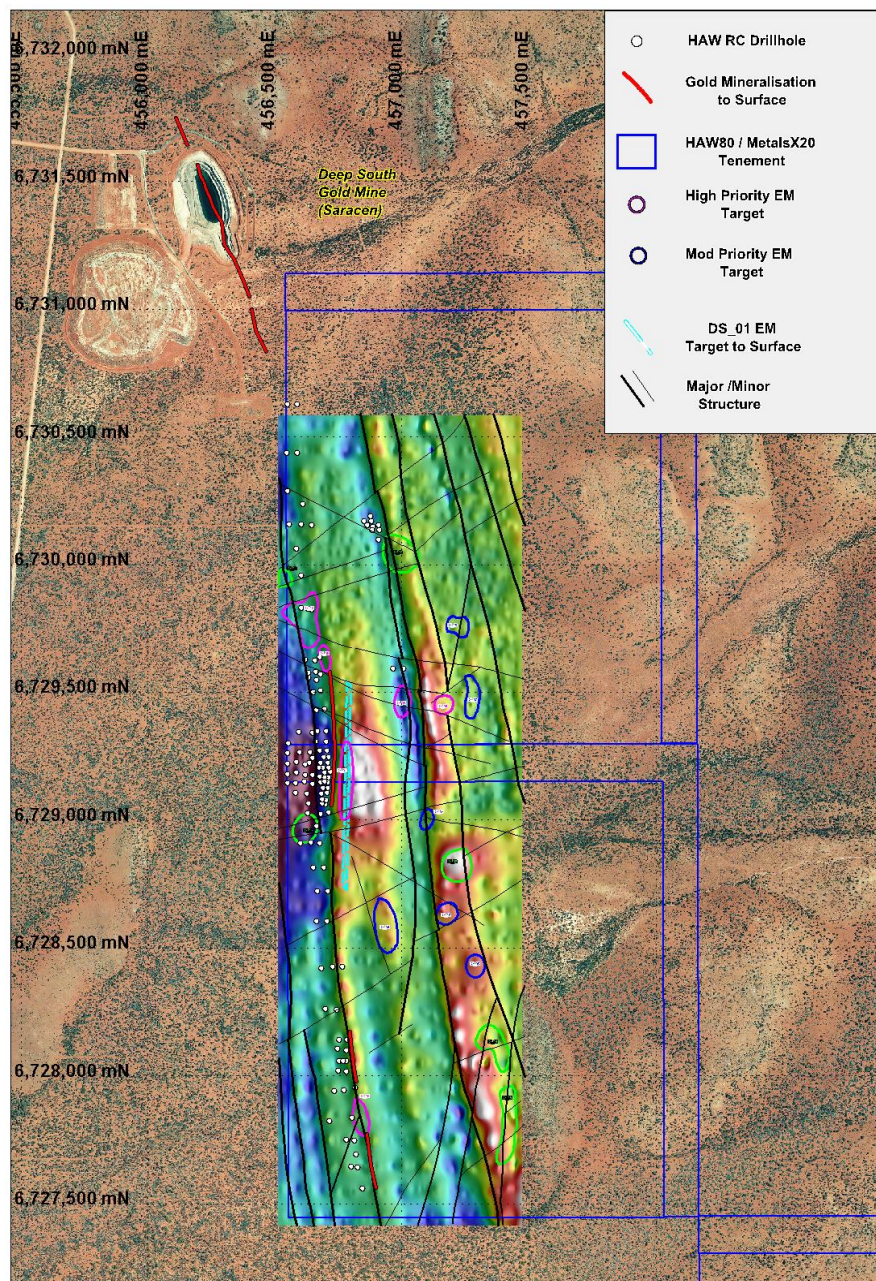 6,732,000 mN
455,500 mE
456,000 mE
456,500 mE
457,000 mE
457,500 mE
HAW RC Drillhole
Gold Mineralisation
to Surface
HAW80 / MetalsX20
Tenement
High Priority EM
Target
Mod Priority EM
Target
DS_01 EM
Target to Surface
Major /Minor
Structure
6,731,500 mN
Deep South
Gold Mine
(Saracen)
6,731,000 mN
6,730,500 mN
6,730,000 mN
6,729,500 mN
6,729,000 mN
6,728,500 mN
6,728,000 mN
6,727,500 mN